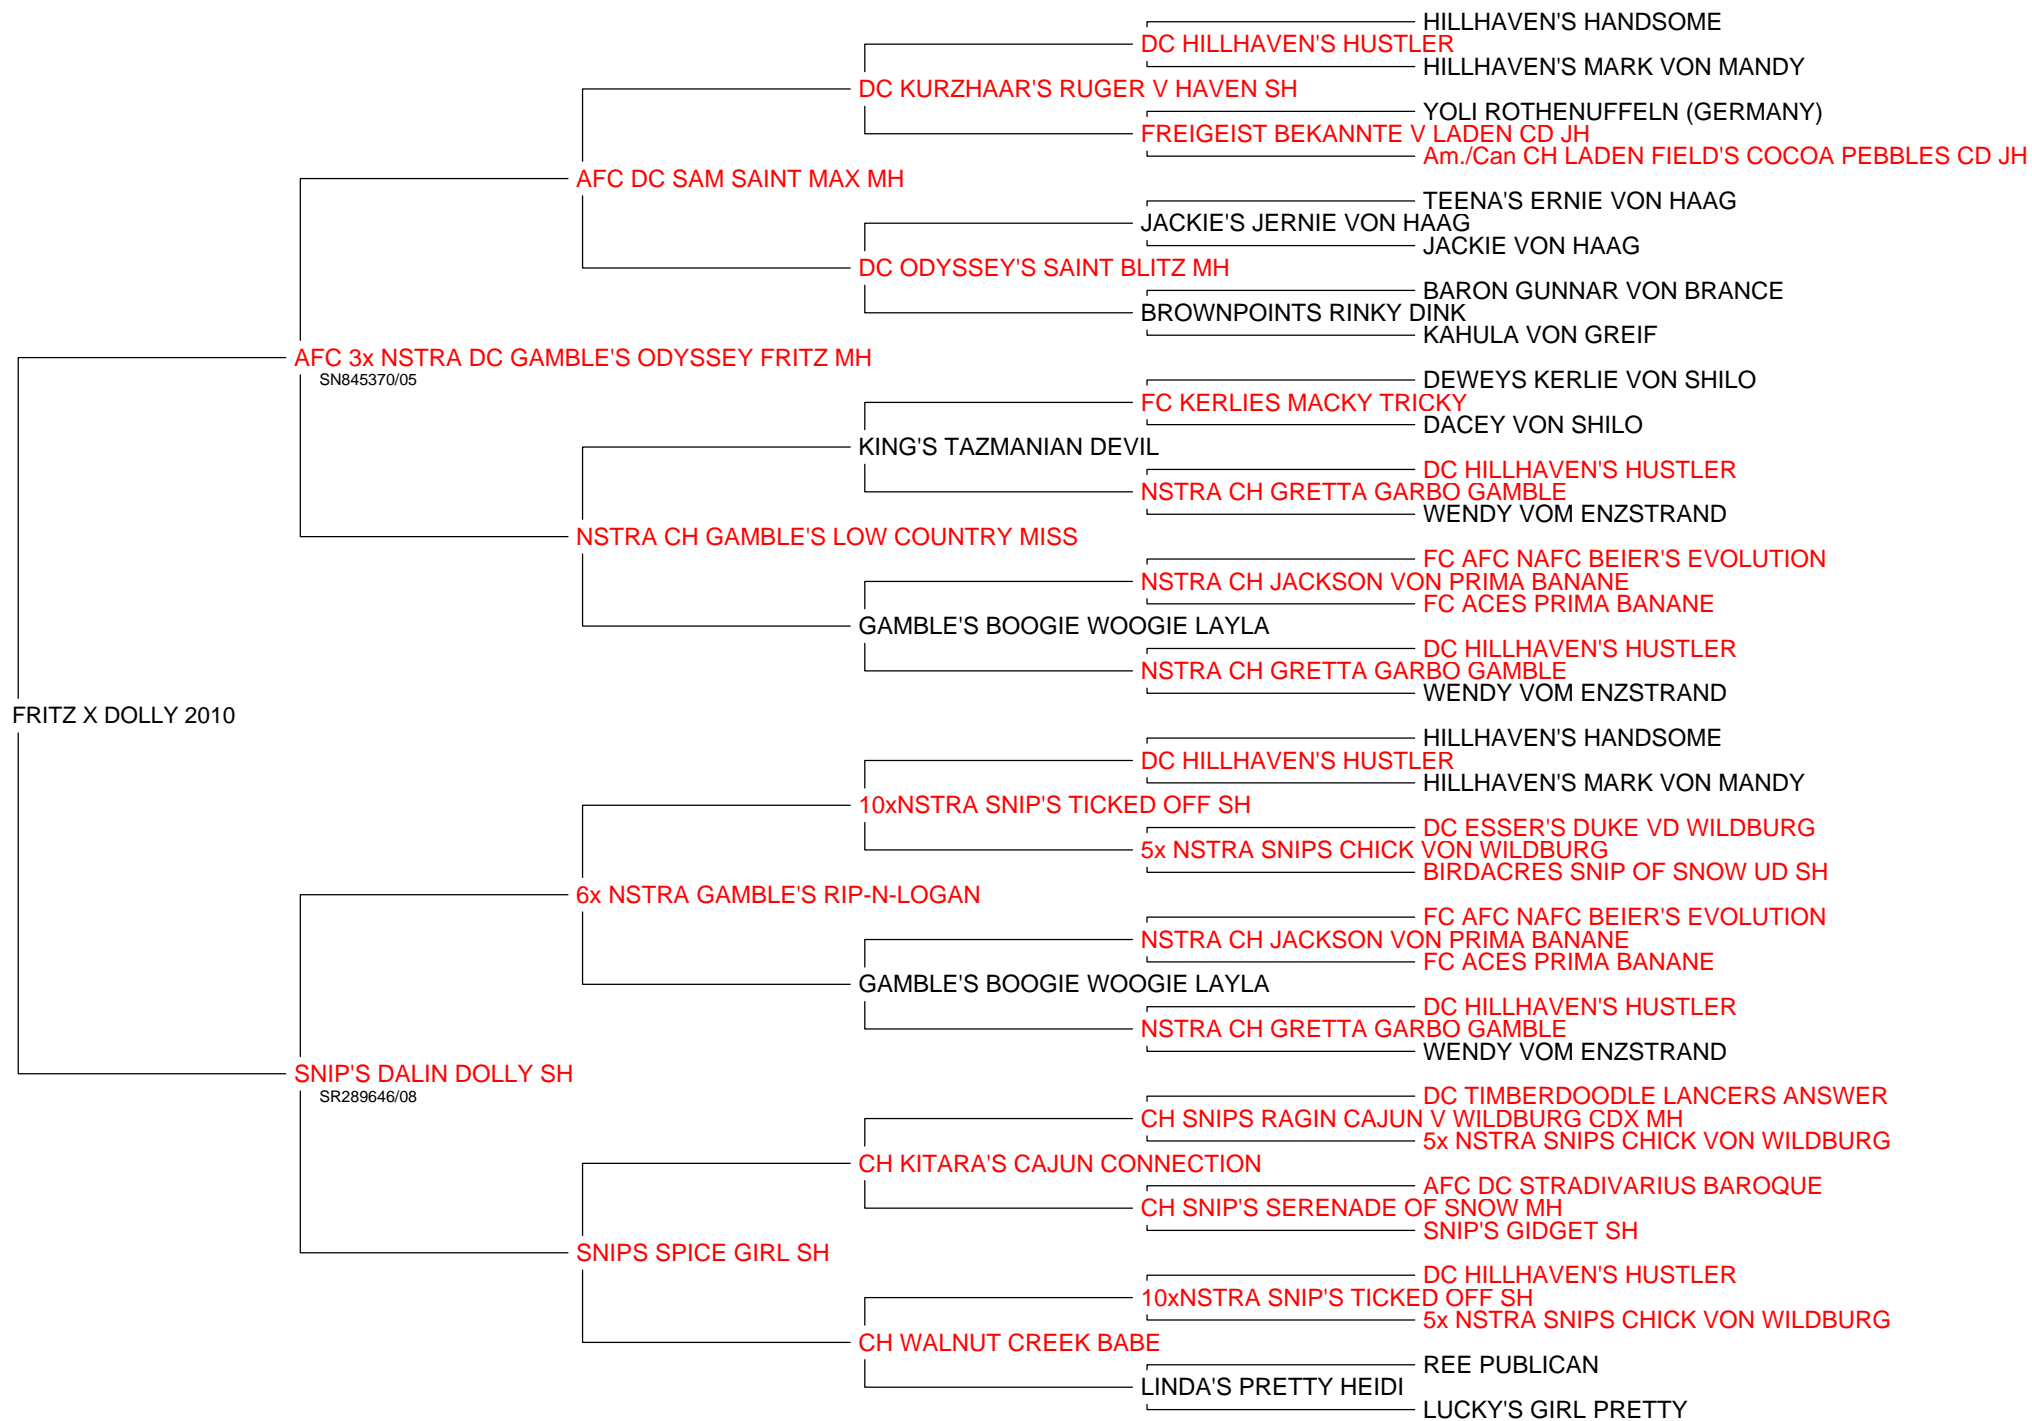 HILLHAVEN'S HANDSOME
DC HILLHAVEN'S HUSTLER
HILLHAVEN'S MARK VON MANDY
DC KURZHAAR'S RUGER V HAVEN SH
YOLI ROTHENUFFELN (GERMANY)
FREIGEIST BEKANNTE V LADEN CD JH
Am./Can CH LADEN FIELD'S COCOA PEBBLES CD JH
AFC DC SAM SAINT MAX MH
TEENA'S ERNIE VON HAAG
JACKIE'S JERNIE VON HAAG
JACKIE VON HAAG
DC ODYSSEY'S SAINT BLITZ MH
BARON GUNNAR VON BRANCE
BROWNPOINTS RINKY DINK
KAHULA VON GREIF
AFC 3x NSTRA DC GAMBLE'S ODYSSEY FRITZ MH
SN845370/05
DEWEYS KERLIE VON SHILO
FC KERLIES MACKY TRICKY
DACEY VON SHILO
KING'S TAZMANIAN DEVIL
DC HILLHAVEN'S HUSTLER
NSTRA CH GRETTA GARBO GAMBLE
WENDY VOM ENZSTRAND
NSTRA CH GAMBLE'S LOW COUNTRY MISS
FC AFC NAFC BEIER'S EVOLUTION
NSTRA CH JACKSON VON PRIMA BANANE
FC ACES PRIMA BANANE
GAMBLE'S BOOGIE WOOGIE LAYLA
DC HILLHAVEN'S HUSTLER
NSTRA CH GRETTA GARBO GAMBLE
WENDY VOM ENZSTRAND
FRITZ X DOLLY 2010
HILLHAVEN'S HANDSOME
DC HILLHAVEN'S HUSTLER
HILLHAVEN'S MARK VON MANDY
10xNSTRA SNIP'S TICKED OFF SH
DC ESSER'S DUKE VD WILDBURG
5x NSTRA SNIPS CHICK VON WILDBURG
BIRDACRES SNIP OF SNOW UD SH
6x NSTRA GAMBLE'S RIP-N-LOGAN
FC AFC NAFC BEIER'S EVOLUTION
NSTRA CH JACKSON VON PRIMA BANANE
FC ACES PRIMA BANANE
GAMBLE'S BOOGIE WOOGIE LAYLA
DC HILLHAVEN'S HUSTLER
NSTRA CH GRETTA GARBO GAMBLE
WENDY VOM ENZSTRAND
SNIP'S DALIN DOLLY SH
SR289646/08
DC TIMBERDOODLE LANCERS ANSWER
CH SNIPS RAGIN CAJUN V WILDBURG CDX MH
5x NSTRA SNIPS CHICK VON WILDBURG
CH KITARA'S CAJUN CONNECTION
AFC DC STRADIVARIUS BAROQUE
CH SNIP'S SERENADE OF SNOW MH
SNIP'S GIDGET SH
SNIPS SPICE GIRL SH
DC HILLHAVEN'S HUSTLER
10xNSTRA SNIP'S TICKED OFF SH
5x NSTRA SNIPS CHICK VON WILDBURG
CH WALNUT CREEK BABE
REE PUBLICAN
LINDA'S PRETTY HEIDI
LUCKY'S GIRL PRETTY